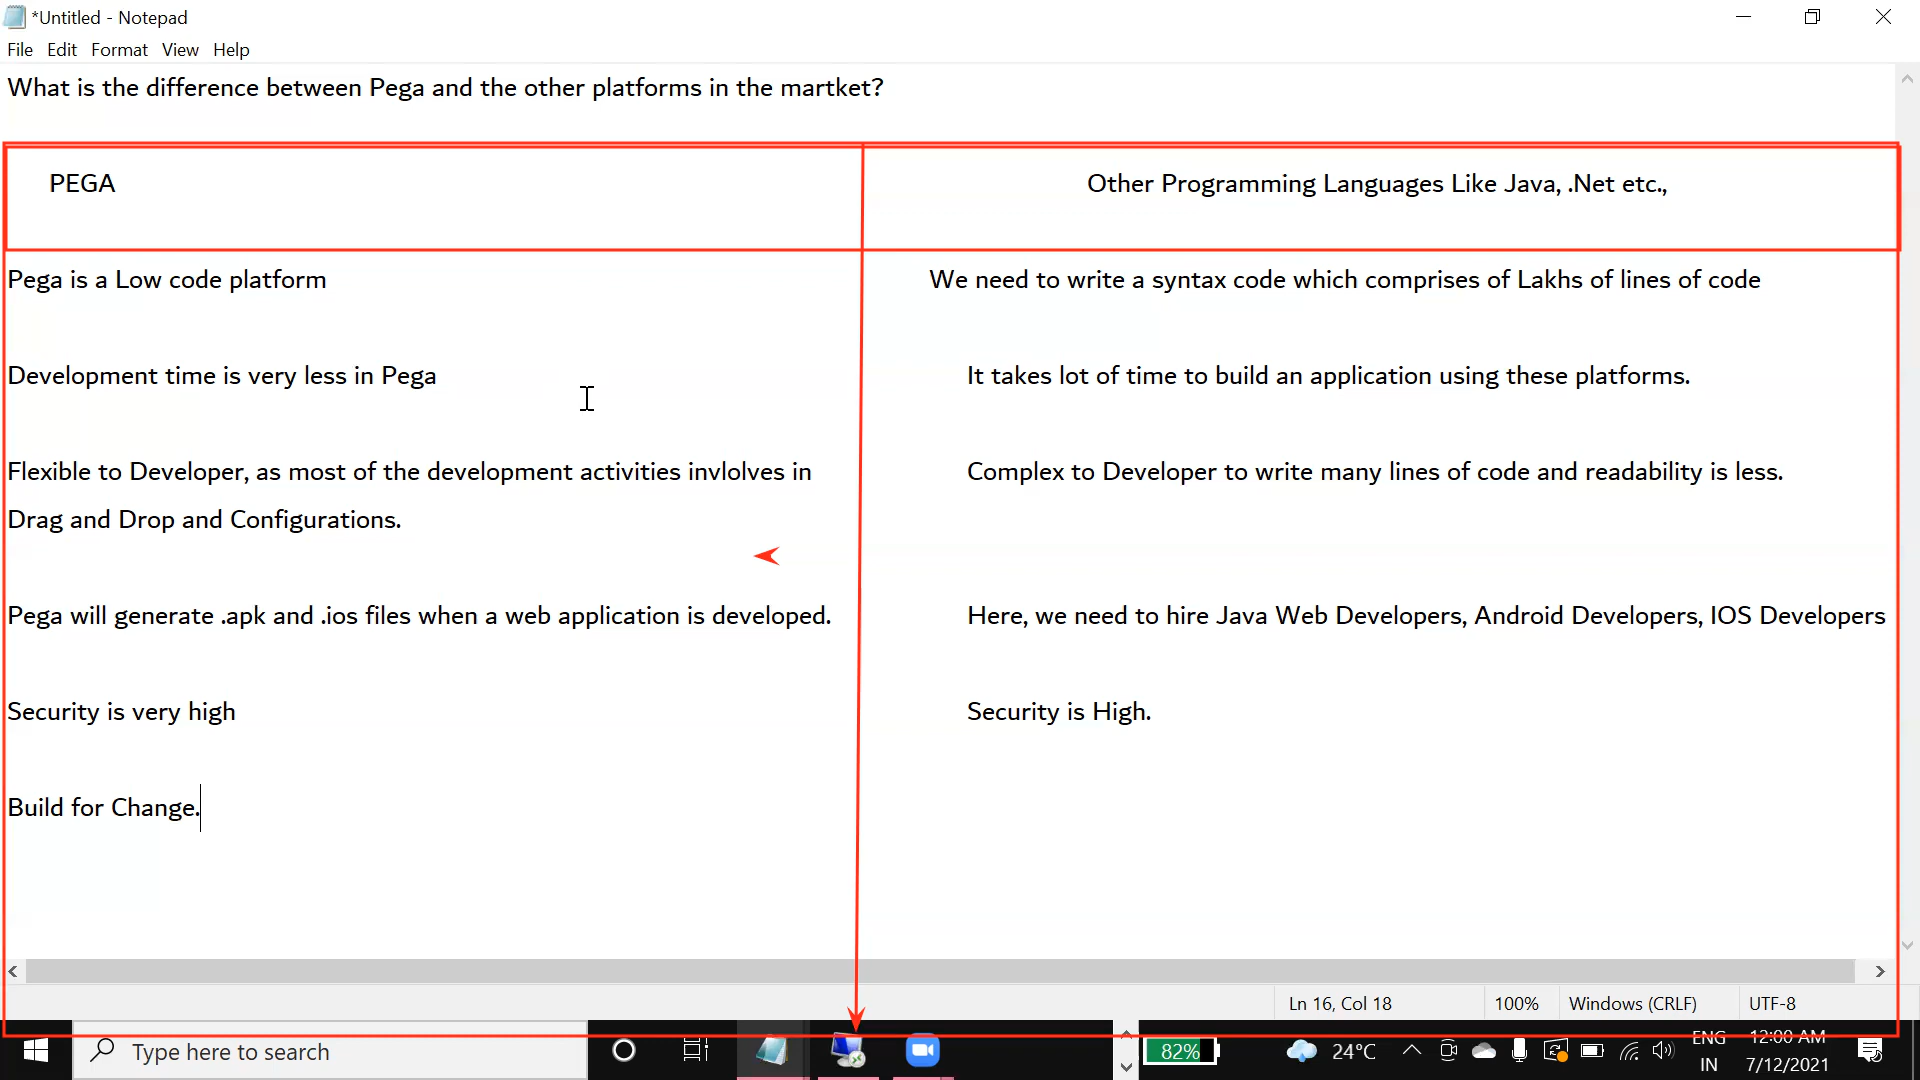 *Untitled - Notepad
File Edit Format View Help
What is the difference between Pega and the other platforms in the martket?
PEGA
Other Programming Languages Like Java, .Net etc.,
Pega is a Low code platform
We need to write a syntax code which comprises of Lakhs of lines of code
Development time is very less in Pega
It takes lot of time to build an application using these platforms.
Flexible to Developer, as most of the development activities invlolves in
Complex to Developer to write many lines of code and readability is less.
Drag and Drop and Configurations.
Pega will generate .apk and .ios files when a web application is developed.
Here, we need to hire Java Web Developers, Android Developers, IOS Developers
Security is very high
Security is High.
Build for Change.
Ln 16, Col 18
100%
Windows (CRLF)
UTF-8
Type here to search
82%
24°C
ENG
IN
12:00 AM
7/12/2021